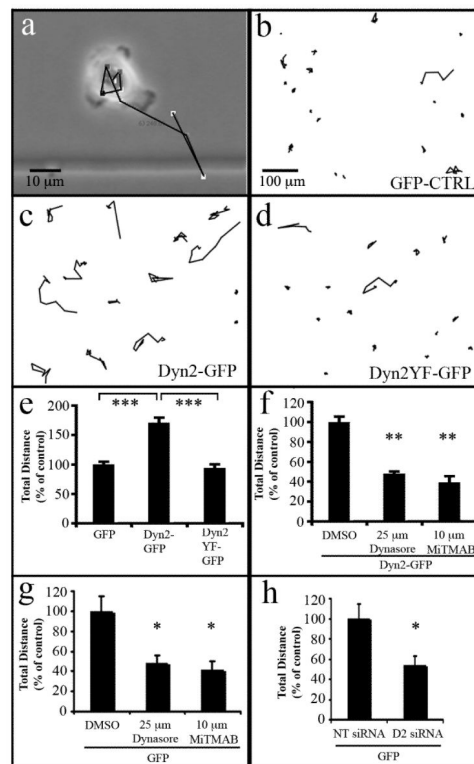 a
10 µm
b
100 µm
GFP-CTRL
c
Dyn2-GFP
d
Dyn2YF-GFP
e
*** ***
Total Distance
(% of control)
200
150
100
50
0
GFP
Dyn2-
GFP
Dyn2
YF-
GFP
f
** **
Total Distance
(% of control)
120
100
80
60
40
20
0
DMSO
25 µm
Dynasore
10 µm
MiTMAB
Dyn2-GFP
g
* *
Total Distance
(% of control)
120
100
80
60
40
20
0
DMSO
25 µm
Dynasore
10 µm
MiTMAB
GFP
h
*
Total Distance
(% of control)
120
100
80
60
40
20
0
NT siRNA
D2 siRNA
GFP